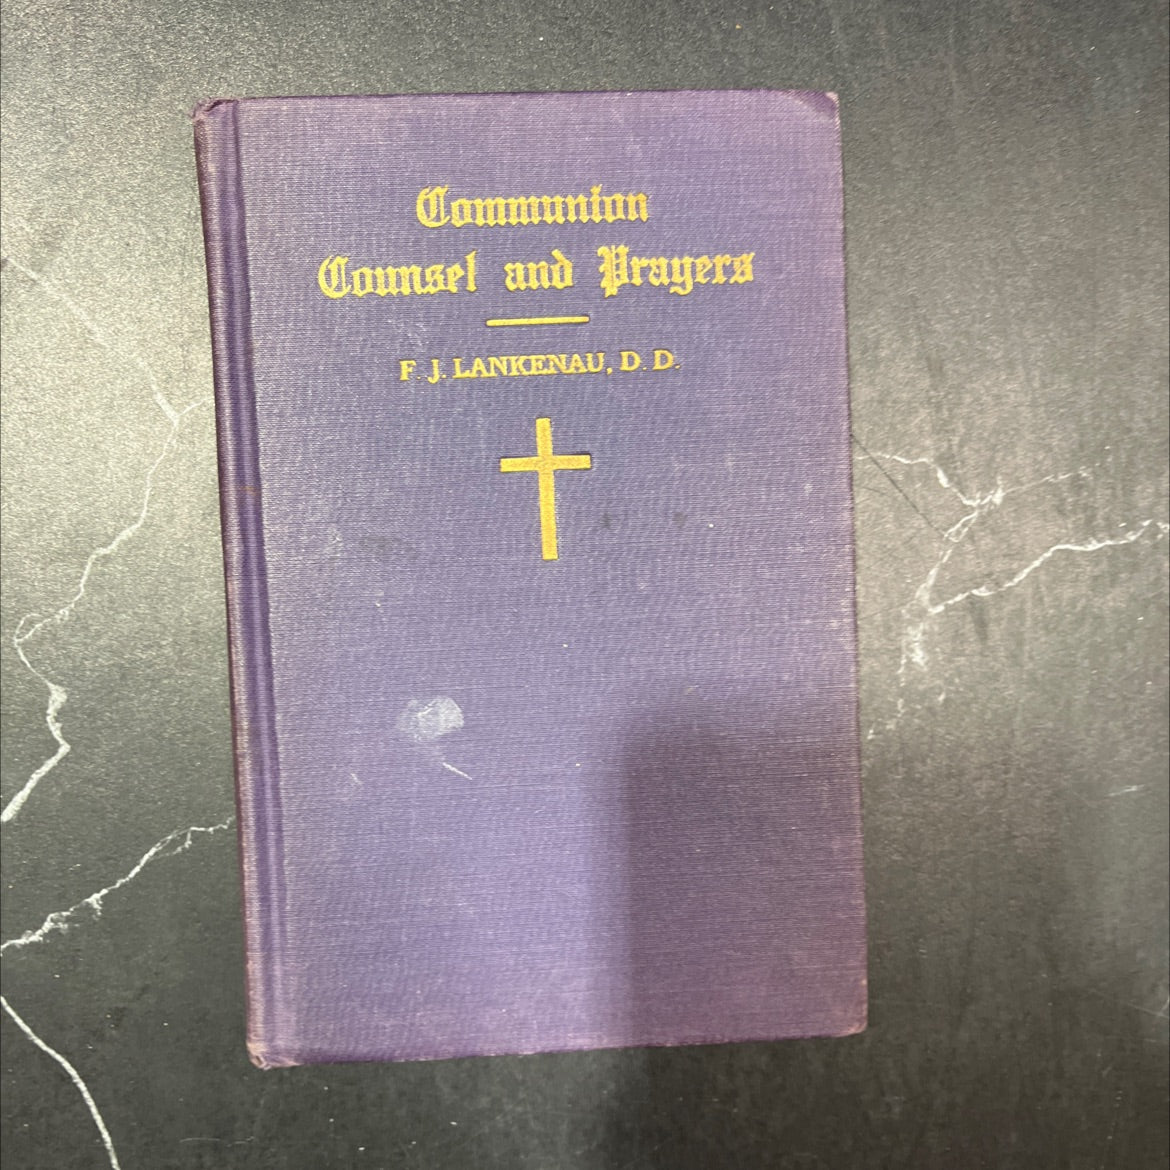 Communion
Counsel and Prayers
F. J. LANKENAU, D. D.